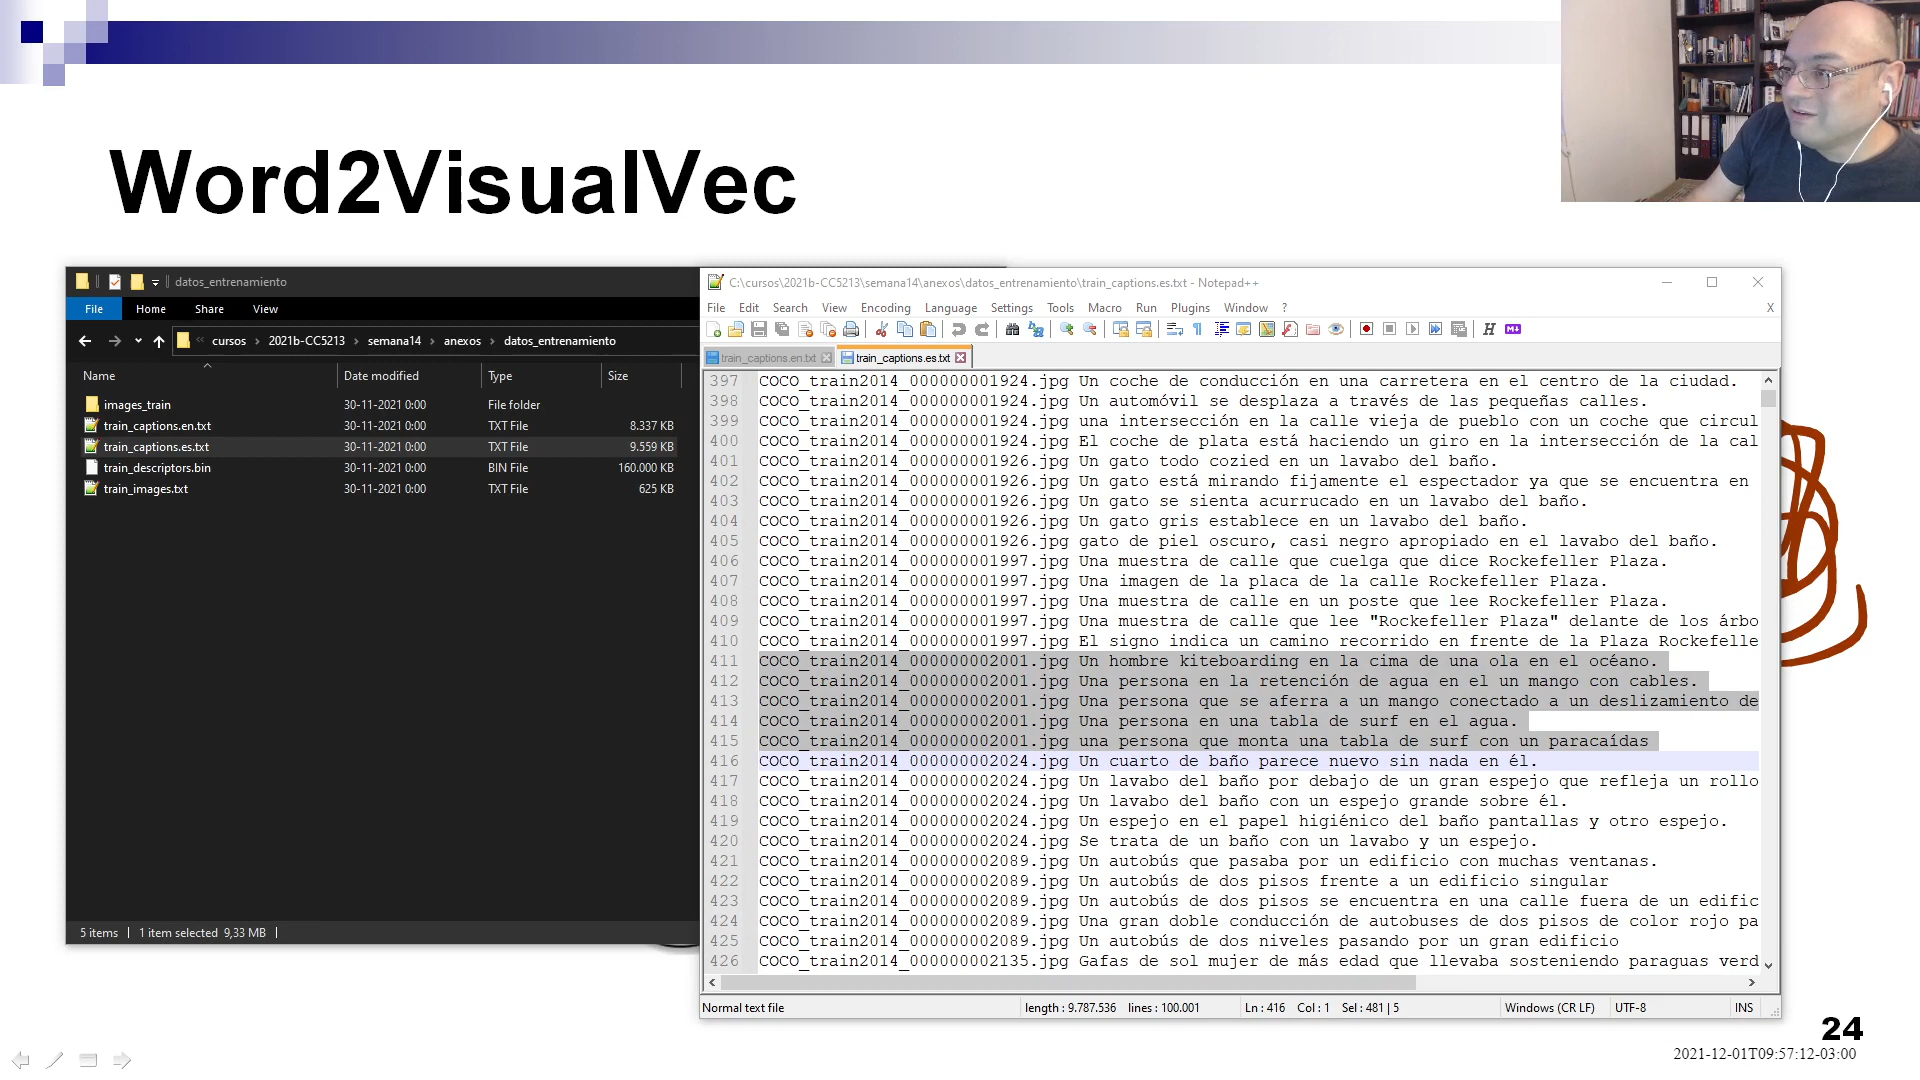 Word2VisualVec
datos_entrenamiento
File Home Share View
cursos 2021b-CC5213 semana14 anexos datos_entrenamiento
Name Date modified Type Size
images_train 30-11-2021 0:00 File folder
train_captions.en.txt 30-11-2021 0:00 TXT File 8.337 KB
train_captions.es.txt 30-11-2021 0:00 TXT File 9.559 KB
train_descriptors.bin 30-11-2021 0:00 BIN File 160.000 KB
train_images.txt 30-11-2021 0:00 TXT File 625 KB
5 items 1 item selected 9,33 MB
C:\cursos\2021b-CC5213\semana14\anexos\datos_entrenamiento\train_captions.es.txt - Notepad++
File Edit Search View Encoding Language Settings Tools Macro Run Plugins Window ? X
train_captions.en.txt train_captions.es.txt
397 COCO_train2014_000000001924.jpg Un coche de conducción en una carretera en el centro de la ciudad.
398 COCO_train2014_000000001924.jpg Un automóvil se desplaza a través de las pequeñas calles.
399 COCO_train2014_000000001924.jpg una intersección en la calle vieja de pueblo con un coche que circul
400 COCO_train2014_000000001924.jpg El coche de plata está haciendo un giro en la intersección de la cal
401 COCO_train2014_000000001926.jpg Un gato todo cozied en un lavabo del baño.
402 COCO_train2014_000000001926.jpg Un gato está mirando fijamente el espectador ya que se encuentra en
403 COCO_train2014_000000001926.jpg Un gato se sienta acurrucado en un lavabo del baño.
404 COCO_train2014_000000001926.jpg Un gato gris establece en un lavabo del baño.
405 COCO_train2014_000000001926.jpg gato de piel oscuro, casi negro apropiado en el lavabo del baño.
406 COCO_train2014_000000001997.jpg Una muestra de calle que cuelga que dice Rockefeller Plaza.
407 COCO_train2014_000000001997.jpg Una imagen de la placa de la calle Rockefeller Plaza.
408 COCO_train2014_000000001997.jpg Una muestra de calle en un poste que lee Rockefeller Plaza.
409 COCO_train2014_000000001997.jpg Una muestra de calle que lee "Rockefeller Plaza" delante de los árbo
410 COCO_train2014_000000001997.jpg El signo indica un camino recorrido en frente de la Plaza Rockefelle
411 COCO_train2014_000000002001.jpg Un hombre kiteboarding en la cima de una ola en el océano.
412 COCO_train2014_000000002001.jpg Una persona en la retención de agua en el un mango con cables.
413 COCO_train2014_000000002001.jpg Una persona que se aferra a un mango conectado a un deslizamiento de
414 COCO_train2014_000000002001.jpg Una persona en una tabla de surf en el agua.
415 COCO_train2014_000000002001.jpg una persona que monta una tabla de surf con un paracaídas
416 COCO_train2014_000000002024.jpg Un cuarto de baño parece nuevo sin nada en él.
417 COCO_train2014_000000002024.jpg Un lavabo del baño por debajo de un gran espejo que refleja un rollo
418 COCO_train2014_000000002024.jpg Un lavabo del baño con un espejo grande sobre él.
419 COCO_train2014_000000002024.jpg Un espejo en el papel higiénico del baño pantallas y otro espejo.
420 COCO_train2014_000000002024.jpg Se trata de un baño con un lavabo y un espejo.
421 COCO_train2014_000000002089.jpg Un autobús que pasaba por un edificio con muchas ventanas.
422 COCO_train2014_000000002089.jpg Un autobús de dos pisos frente a un edificio singular
423 COCO_train2014_000000002089.jpg Un autobús de dos pisos se encuentra en una calle fuera de un edific
424 COCO_train2014_000000002089.jpg Una gran doble conducción de autobuses de dos pisos de color rojo pa
425 COCO_train2014_000000002089.jpg Un autobús de dos niveles pasando por un gran edificio
426 COCO_train2014_000000002135.jpg Gafas de sol mujer de más edad que llevaba sosteniendo paraguas verd
Normal text file length : 9.787.536 lines : 100.001 Ln : 416 Col : 1 Sel : 481 | 5 Windows (CR LF) UTF-8 INS
24
2021-12-01T09:57:12-03:00